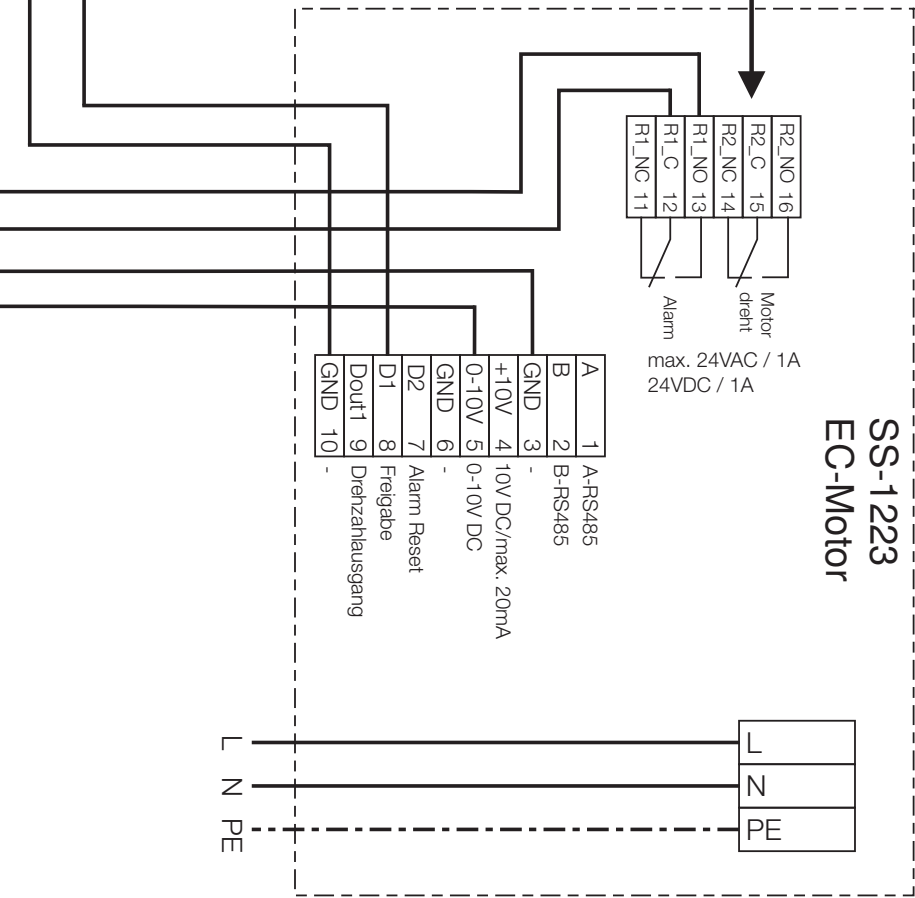 R1_NC 11
R1_C 12
R1_NO 13
R2_NC 14
R2_C 15
R2_NO 16
Alarm
Motor
dreht
max. 24VAC / 1A
24VDC / 1A
SS-1223
EC-Motor
A 1 A-RS485
B 2 B-RS485
GND 3 -
+10V 4 10V DC/max. 20mA
0-10V 5 0-10V DC
GND 6 -
D2 7 Alarm Reset
D1 8 Freigabe
Dout1 9 Drehzahlausgang
GND 10 -
L L
N N
PE PE